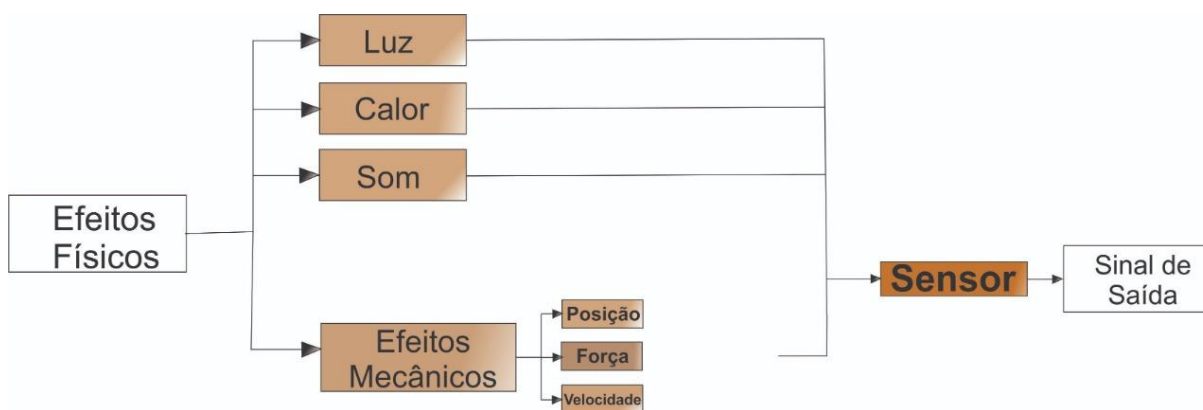 Luz
Calor
Som
Efeitos
Físicos
Sensor
Sinal de
Saída
Efeitos
Mecânicos
Posição
Força
Velocidade